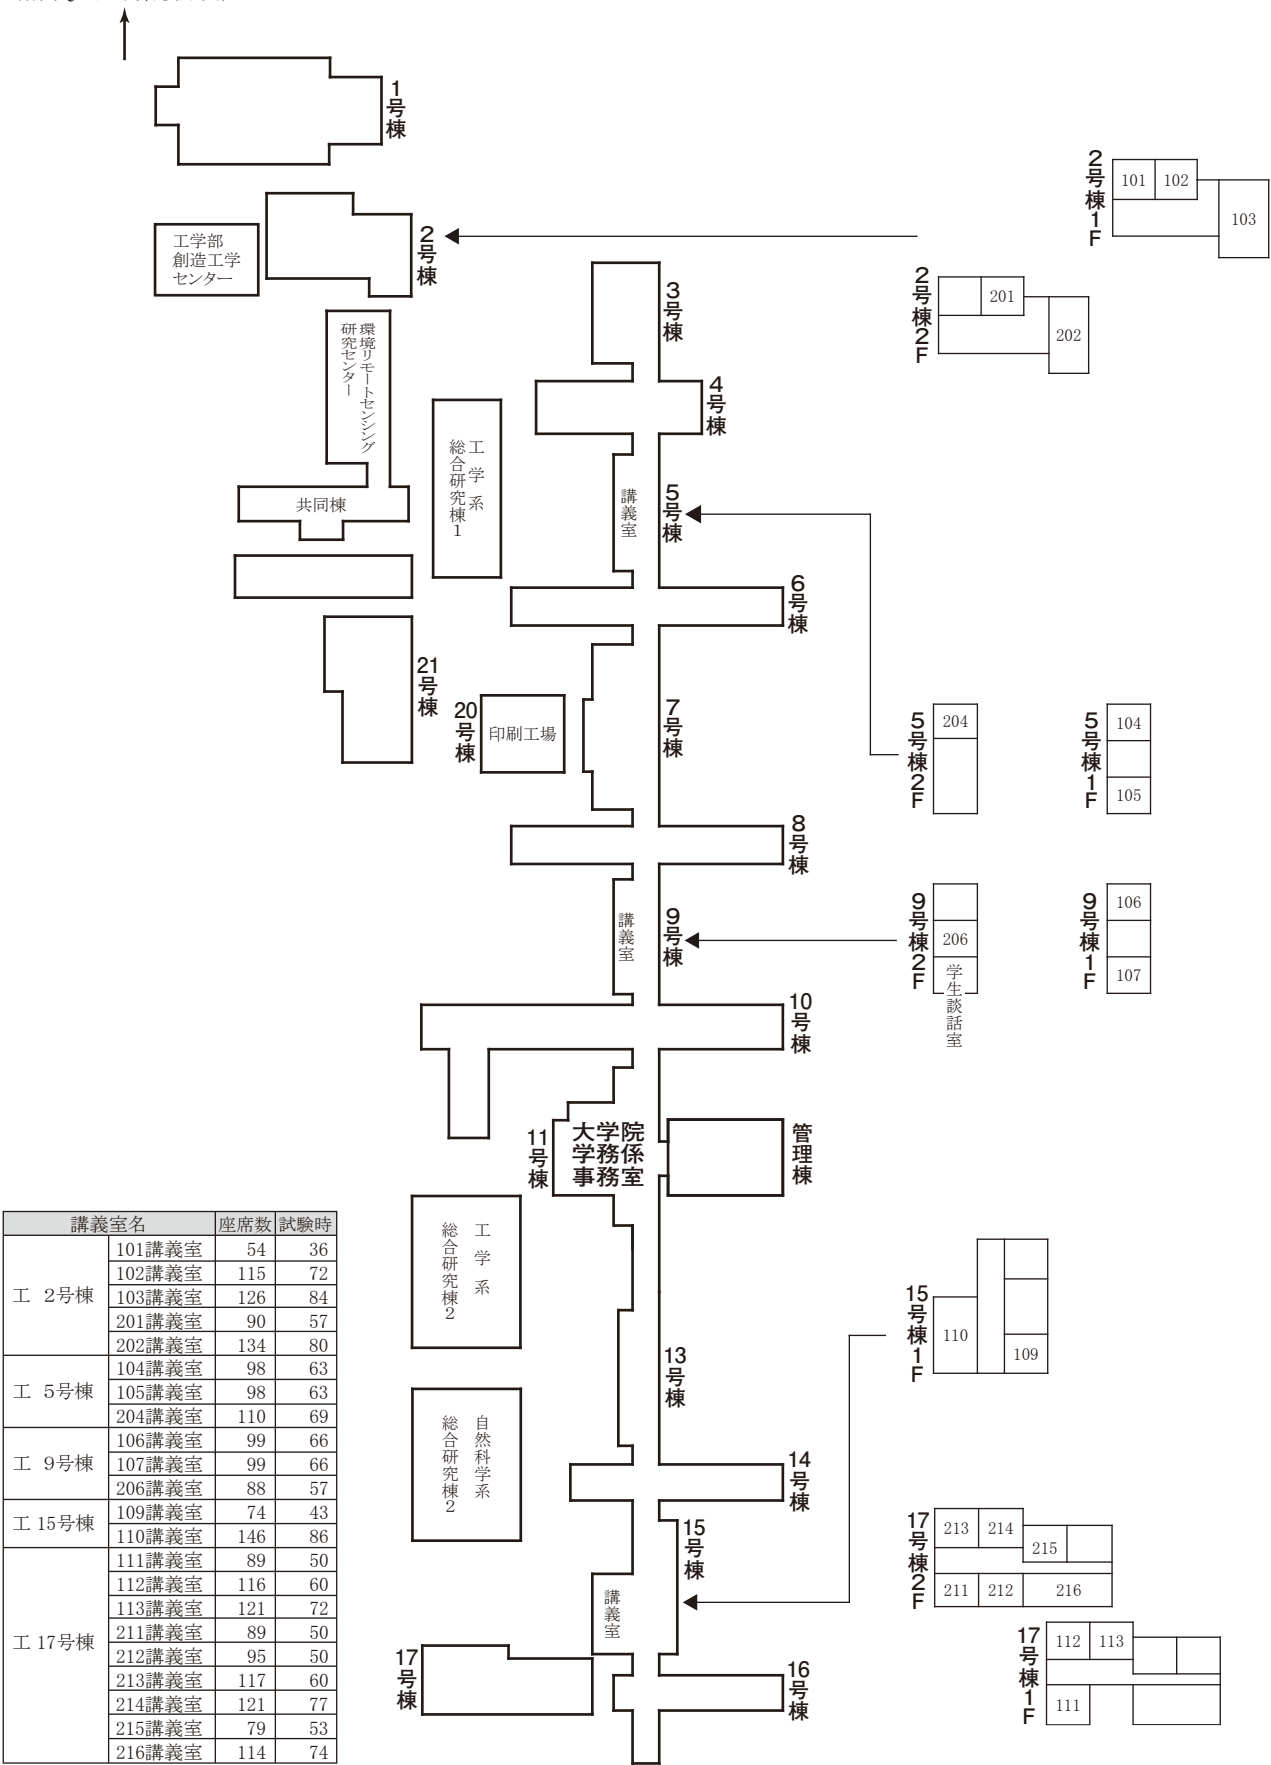 1号棟
2号棟1F
101
102
103
工学部
創造工学
センター
2号棟
2号棟2F
201
202
3号棟
環境リモートセンシング
研究センター
4号棟
工学系
総合研究棟1
講義室
5号棟
共同棟
6号棟
21号棟
20号棟
印刷工場
7号棟
5号棟2F
204
5号棟1F
104
105
8号棟
講義室
9号棟
9号棟2F
206
学生談話室
9号棟1F
106
107
10号棟
11号棟
大学院
学務係
事務室
管理棟
工学系
総合研究棟2
13号棟
15号棟1F
110
109
自然科学系
総合研究棟2
14号棟
15号棟
講義室
17号棟
16号棟
17号棟2F
213
214
215
211
212
216
17号棟1F
112
113
111
講義室名 座席数 試験時
工 2号棟 101講義室 54 36
102講義室 115 72
103講義室 126 84
201講義室 90 57
202講義室 134 80
工 5号棟 104講義室 98 63
105講義室 98 63
204講義室 110 69
工 9号棟 106講義室 99 66
107講義室 99 66
206講義室 88 57
工 15号棟 109講義室 74 43
110講義室 146 86
工 17号棟 111講義室 89 50
112講義室 116 60
113講義室 121 72
211講義室 89 50
212講義室 95 50
213講義室 117 60
214講義室 121 77
215講義室 79 53
216講義室 114 74